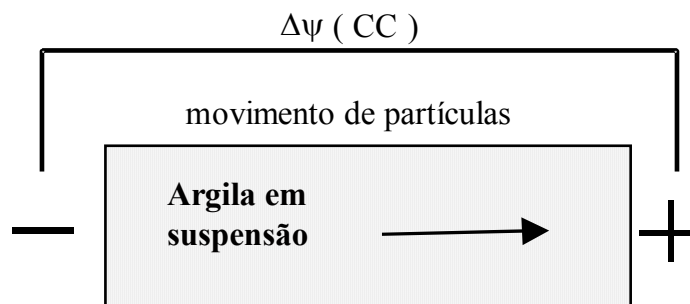 Δψ ( CC )
movimento de partículas
Argila em
suspensão
− +